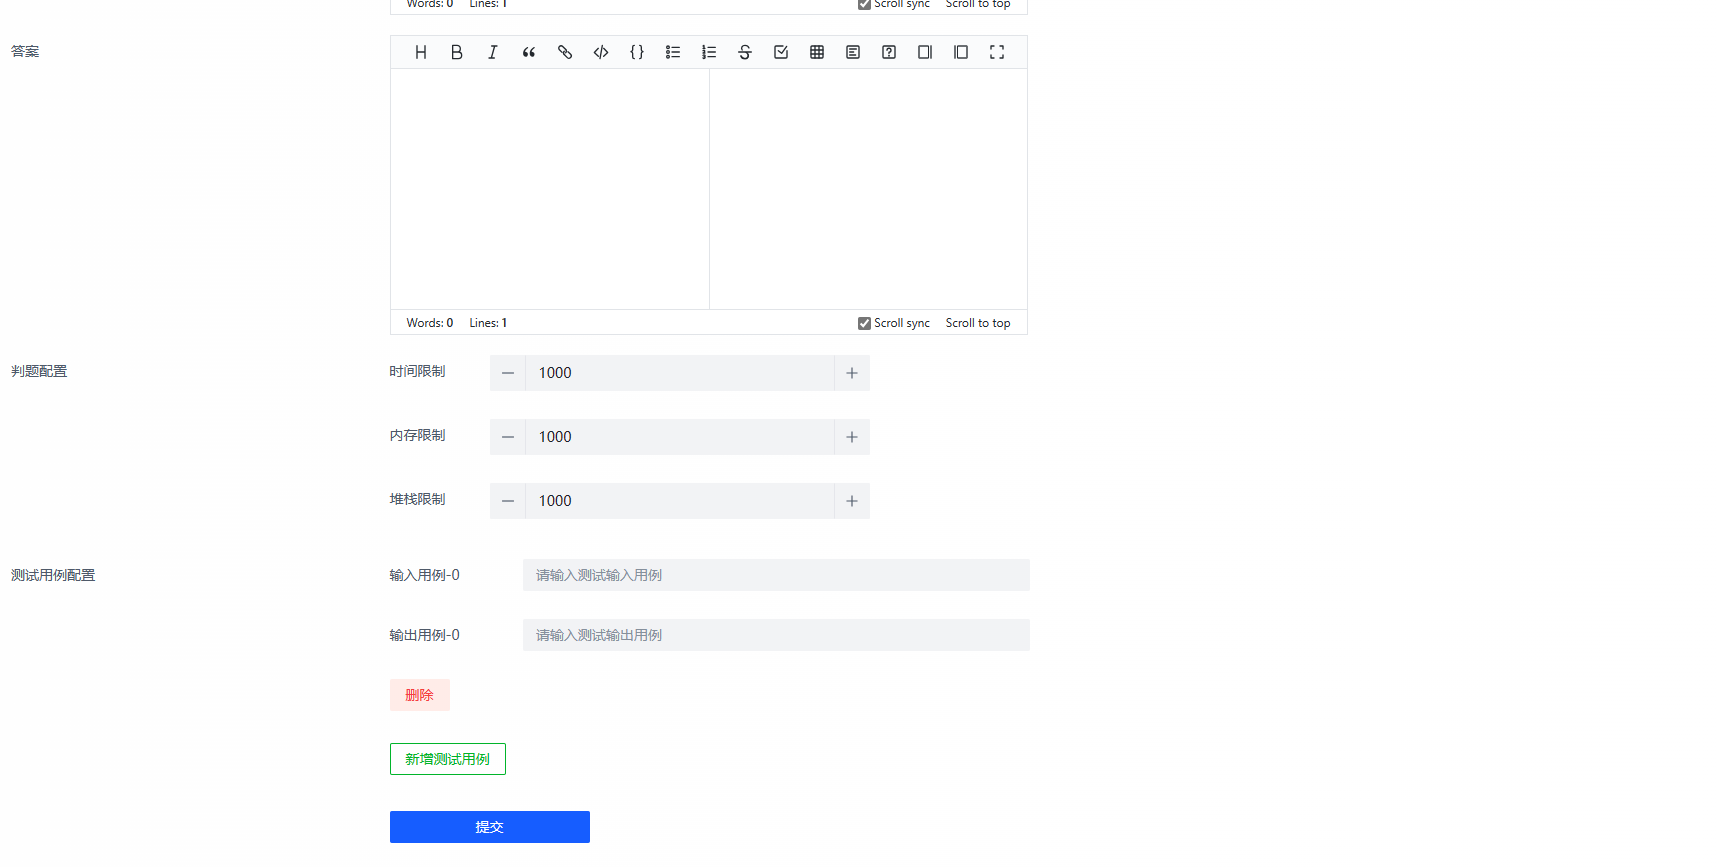 Words: 0 Lines: 1 Scroll sync Scroll to top
答案
Words: 0 Lines: 1 Scroll sync Scroll to top
判题配置
时间限制 1000
内存限制 1000
堆栈限制 1000
测试用例配置
输入用例-0 请输入测试输入用例
输出用例-0 请输入测试输出用例
删除
新增测试用例
提交